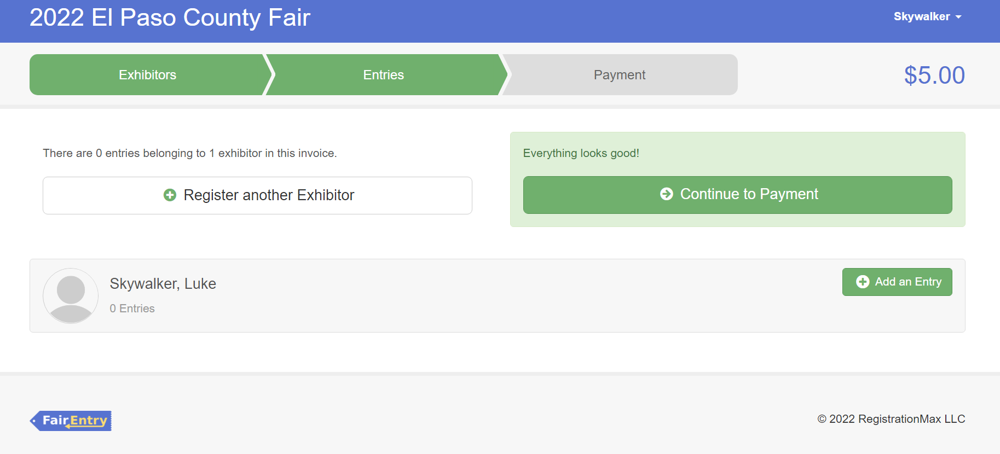 2022 El Paso County Fair
Skywalker
Exhibitors
Entries
Payment
$5.00
There are 0 entries belonging to 1 exhibitor in this invoice.
Register another Exhibitor
Everything looks good!
Continue to Payment
Skywalker, Luke
0 Entries
Add an Entry
FairEntry
© 2022 RegistrationMax LLC